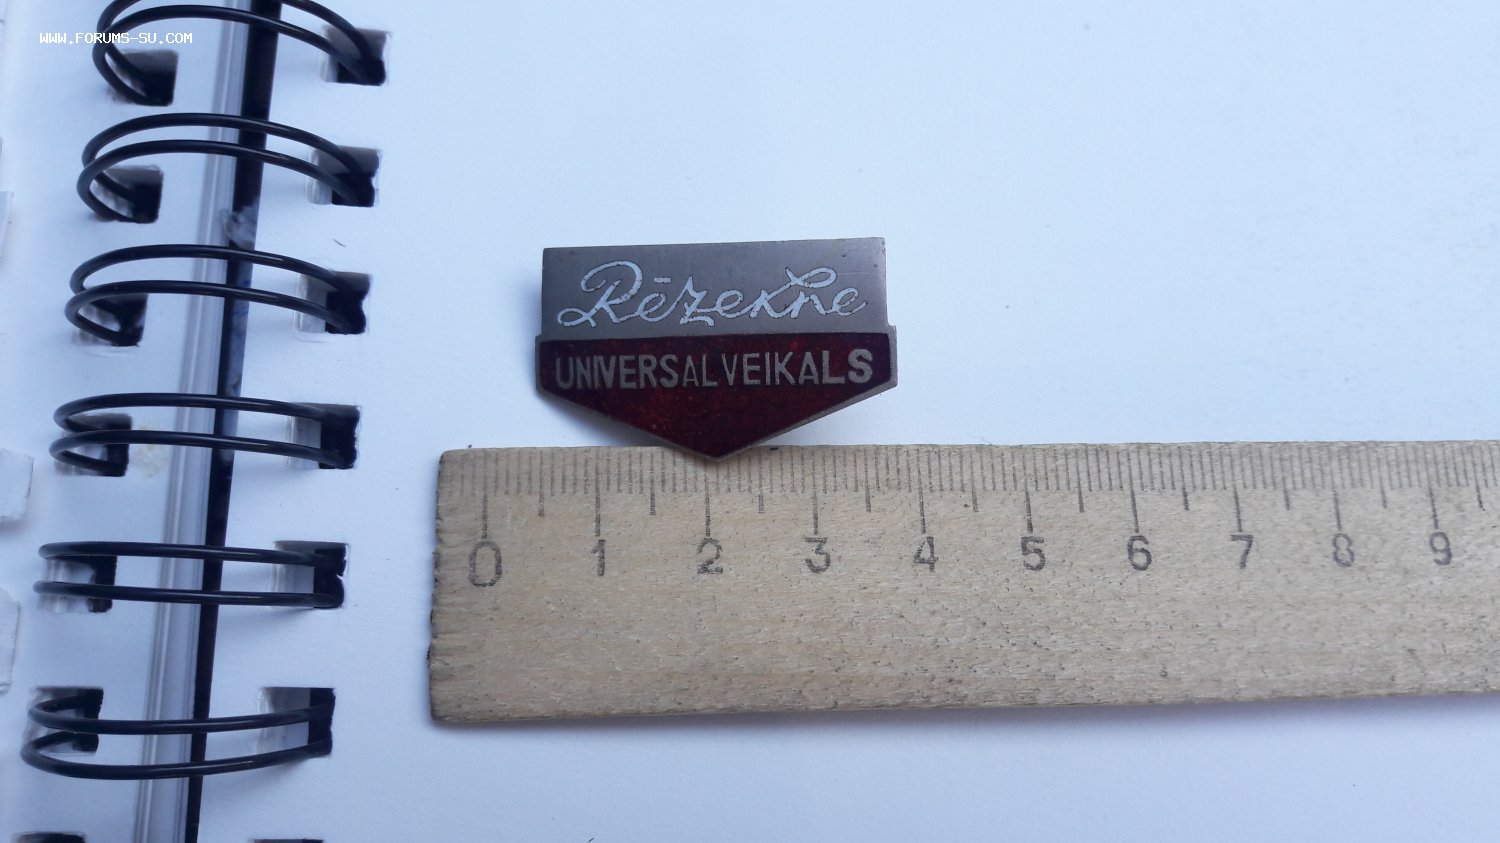 WWW.FORUMS-SU.COM
Rēzekne
UNIVERSALVEIKALS
0 1 2 3 4 5 6 7 8 9